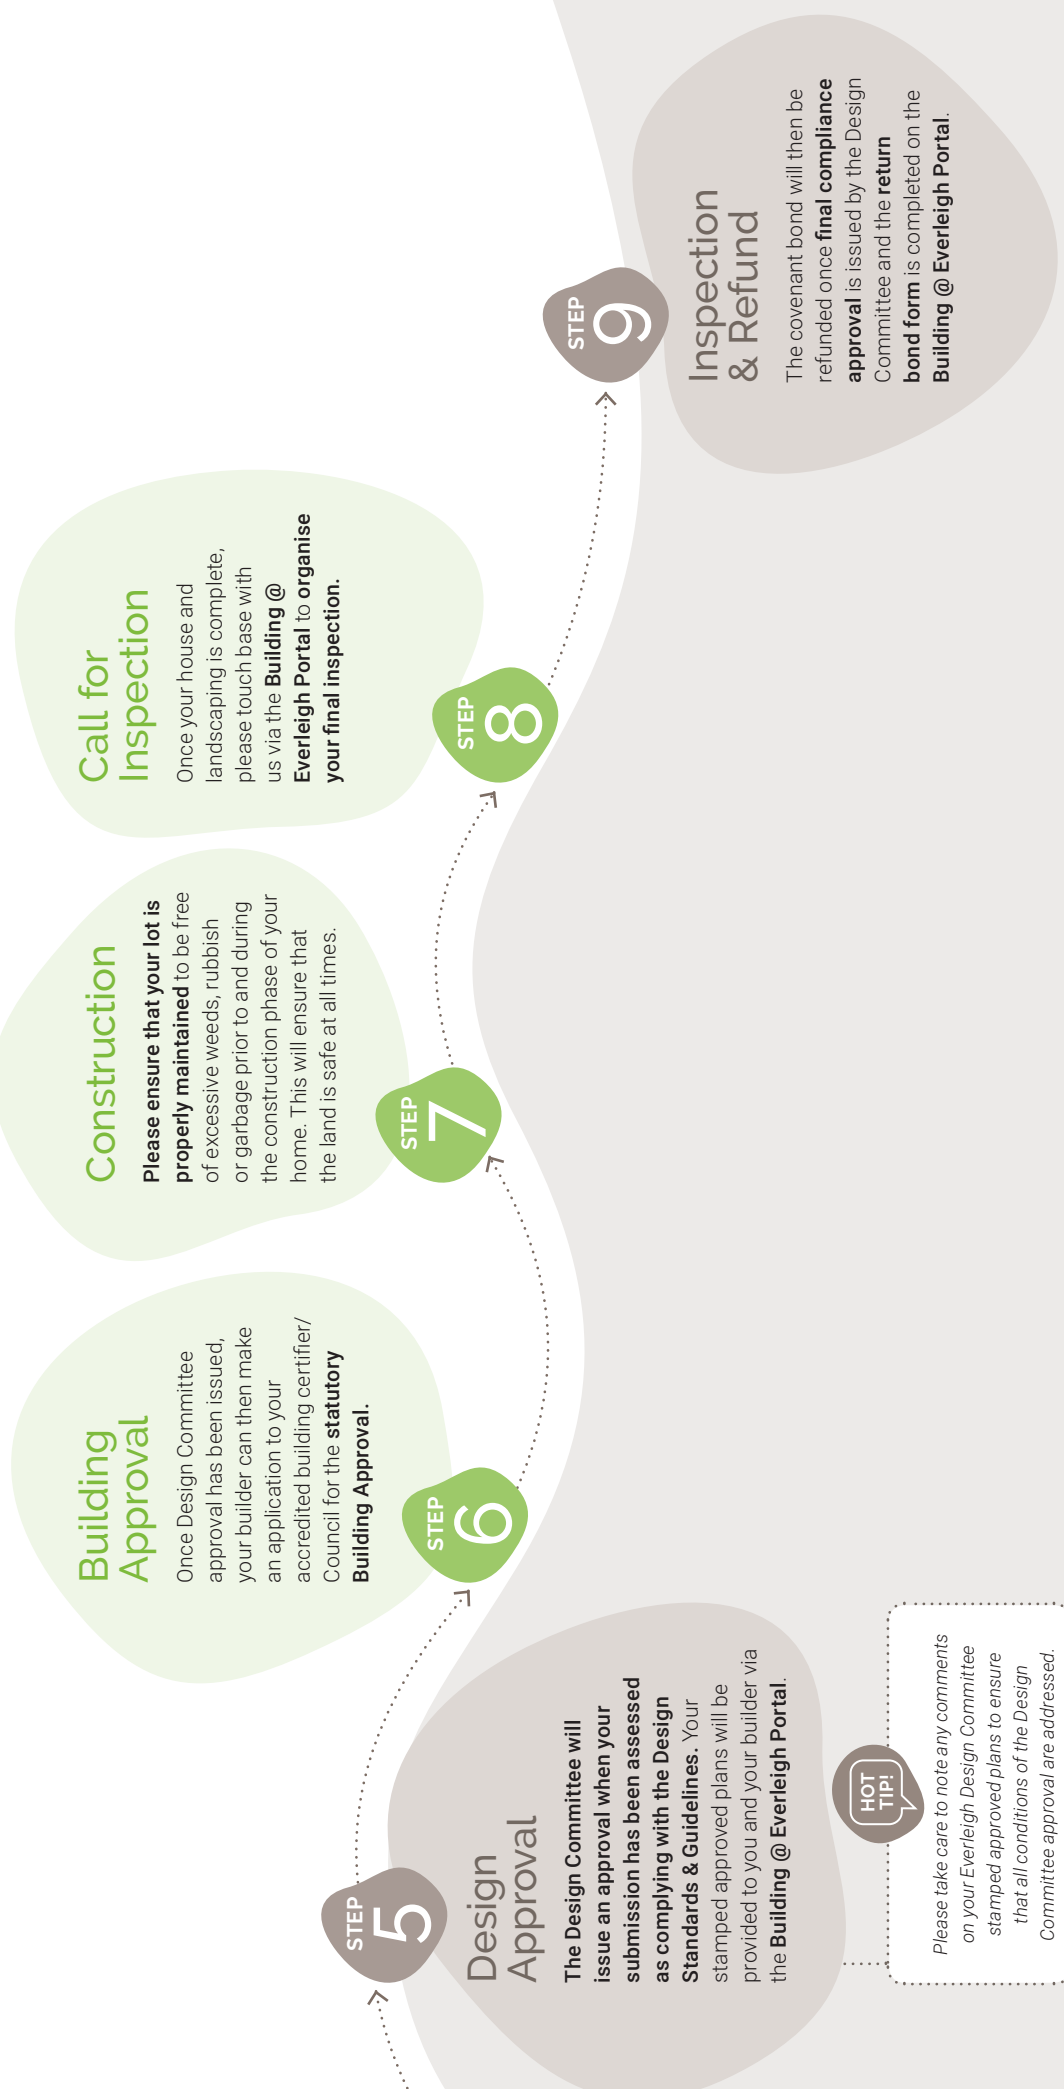 STEP
5
Design
Approval
The Design Committee will
issue an approval when your
submission has been assessed
as complying with the Design
Standards & Guidelines. Your
stamped approved plans will be
provided to you and your builder via
the Building @ Everleigh Portal.
HOT
TIP!
Please take care to note any comments
on your Everleigh Design Committee
stamped approved plans to ensure
that all conditions of the Design
Committee approval are addressed.
Building
Approval
Once Design Committee
approval has been issued,
your builder can then make
an application to your
accredited building certifier/
Council for the statutory
Building Approval.
STEP
6
Construction
Please ensure that your lot is
properly maintained to be free
of excessive weeds, rubbish
or garbage prior to and during
the construction phase of your
home. This will ensure that
the land is safe at all times.
STEP
7
Call for
Inspection
Once your house and
landscaping is complete,
please touch base with
us via the Building @
Everleigh Portal to organise
your final inspection.
STEP
8
STEP
9
Inspection
& Refund
The covenant bond will then be
refunded once final compliance
approval is issued by the Design
Committee and the return
bond form is completed on the
Building @ Everleigh Portal.